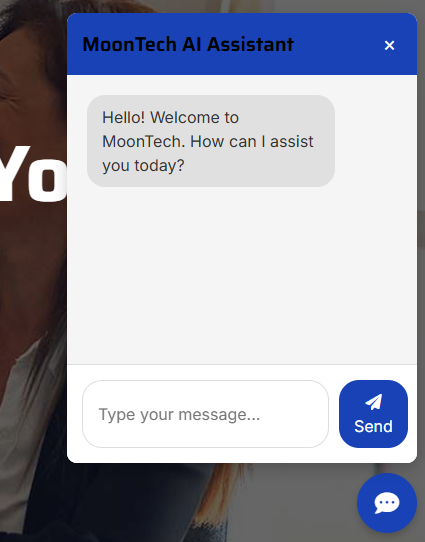 MoonTech AI Assistant
×
Hello! Welcome to
MoonTech. How can I assist
you today?
Yo
Type your message...
Send